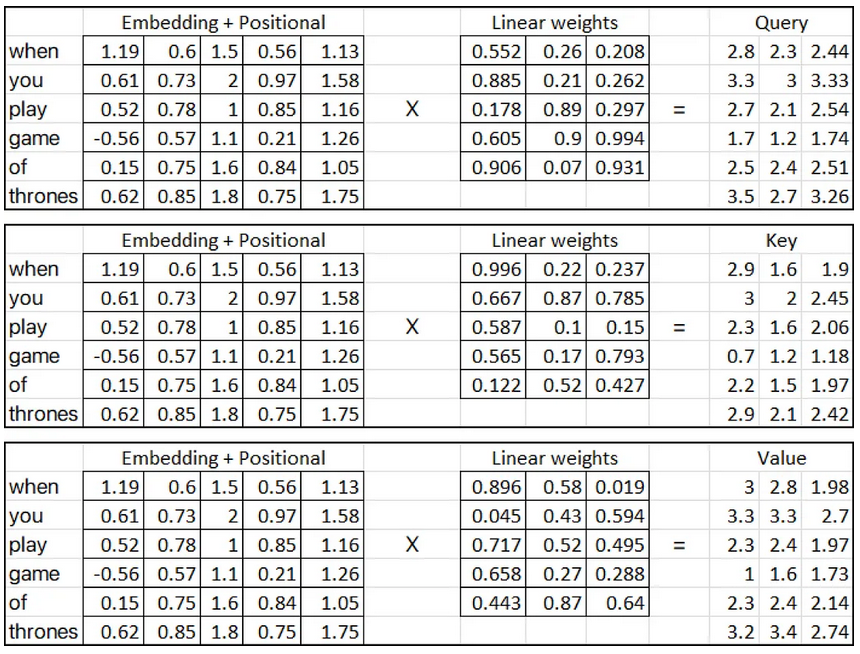 Embedding + Positional Linear weights Query
when 1.19 0.6 1.5 0.56 1.13 0.552 0.26 0.208 2.8 2.3 2.44
you 0.61 0.73 2 0.97 1.58 0.885 0.21 0.262 3.3 3 3.33
play 0.52 0.78 1 0.85 1.16 X 0.178 0.89 0.297 = 2.7 2.1 2.54
game -0.56 0.57 1.1 0.21 1.26 0.605 0.9 0.994 1.7 1.2 1.74
of 0.15 0.75 1.6 0.84 1.05 0.906 0.07 0.931 2.5 2.4 2.51
thrones 0.62 0.85 1.8 0.75 1.75 3.5 2.7 3.26
Embedding + Positional Linear weights Key
when 1.19 0.6 1.5 0.56 1.13 0.996 0.22 0.237 2.9 1.6 1.9
you 0.61 0.73 2 0.97 1.58 0.667 0.87 0.785 3 2 2.45
play 0.52 0.78 1 0.85 1.16 X 0.587 0.1 0.15 = 2.3 1.6 2.06
game -0.56 0.57 1.1 0.21 1.26 0.565 0.17 0.793 0.7 1.2 1.18
of 0.15 0.75 1.6 0.84 1.05 0.122 0.52 0.427 2.2 1.5 1.97
thrones 0.62 0.85 1.8 0.75 1.75 2.9 2.1 2.42
Embedding + Positional Linear weights Value
when 1.19 0.6 1.5 0.56 1.13 0.896 0.58 0.019 3 2.8 1.98
you 0.61 0.73 2 0.97 1.58 0.045 0.43 0.594 3.3 3.3 2.7
play 0.52 0.78 1 0.85 1.16 X 0.717 0.52 0.495 = 2.3 2.4 1.97
game -0.56 0.57 1.1 0.21 1.26 0.658 0.27 0.288 1 1.6 1.73
of 0.15 0.75 1.6 0.84 1.05 0.443 0.87 0.64 2.3 2.4 2.14
thrones 0.62 0.85 1.8 0.75 1.75 3.2 3.4 2.74